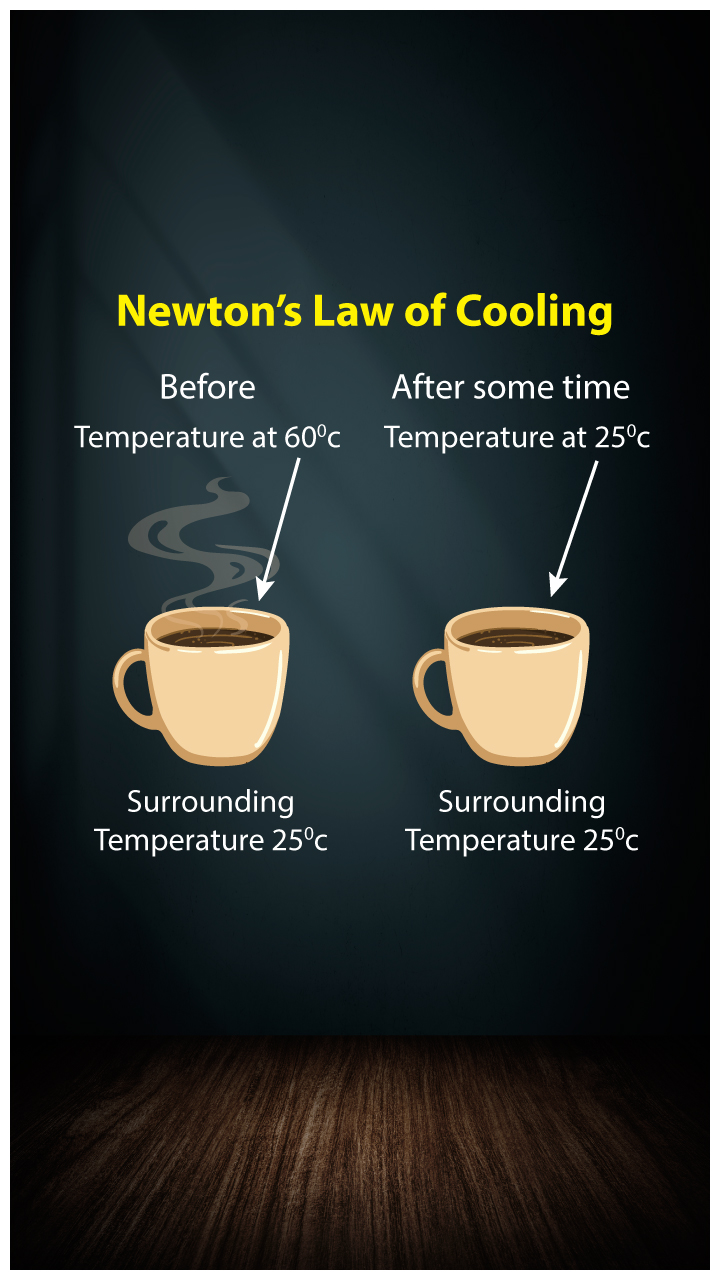 Newton’s Law of Cooling
Before
Temperature at 60⁰c
After some time
Temperature at 25⁰c
Surrounding
Temperature 25⁰c
Surrounding
Temperature 25⁰c